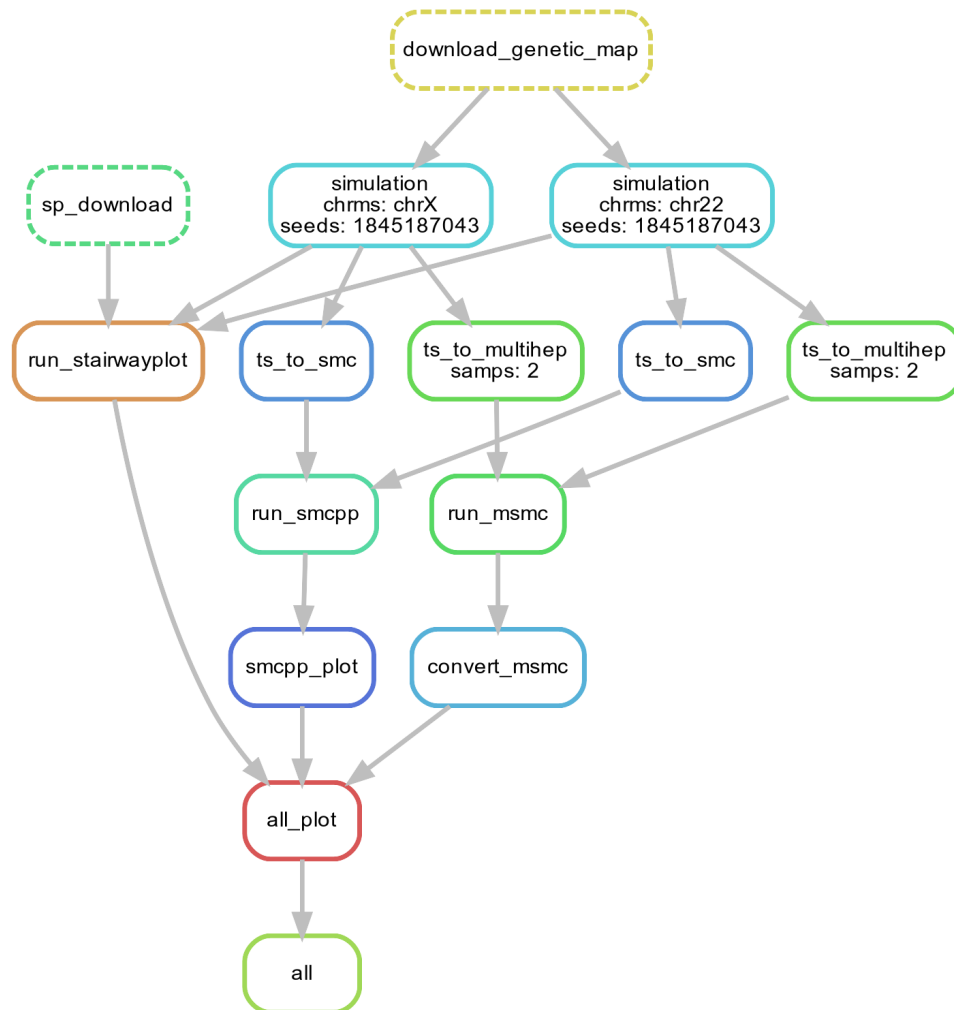 download_genetic_map
sp_download
simulation
chrms: chrX
seeds: 1845187043
simulation
chrms: chr22
seeds: 1845187043
run_stairwayplot
ts_to_smc
ts_to_multihep
samps: 2
ts_to_smc
ts_to_multihep
samps: 2
run_smcpp
run_msmc
smcpp_plot
convert_msmc
all_plot
all